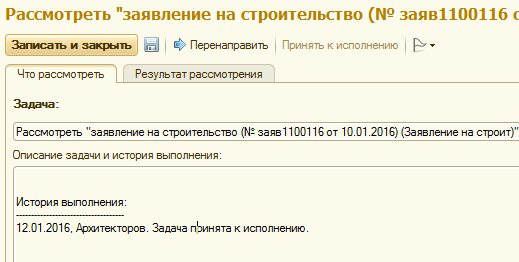 Рассмотреть "заявление на строительство (№ заяв1100116 о
Записать и закрыть Перенаправить Принять к исполнению
Что рассмотреть Результат рассмотрения
Задача:
Рассмотреть "заявление на строительство (№ заяв1100116 от 10.01.2016) (Заявление на строит)"
Описание задачи и история выполнения:
История выполнения:
------------------------------------
12.01.2016, Архитекторов. Задача принята к исполнению.